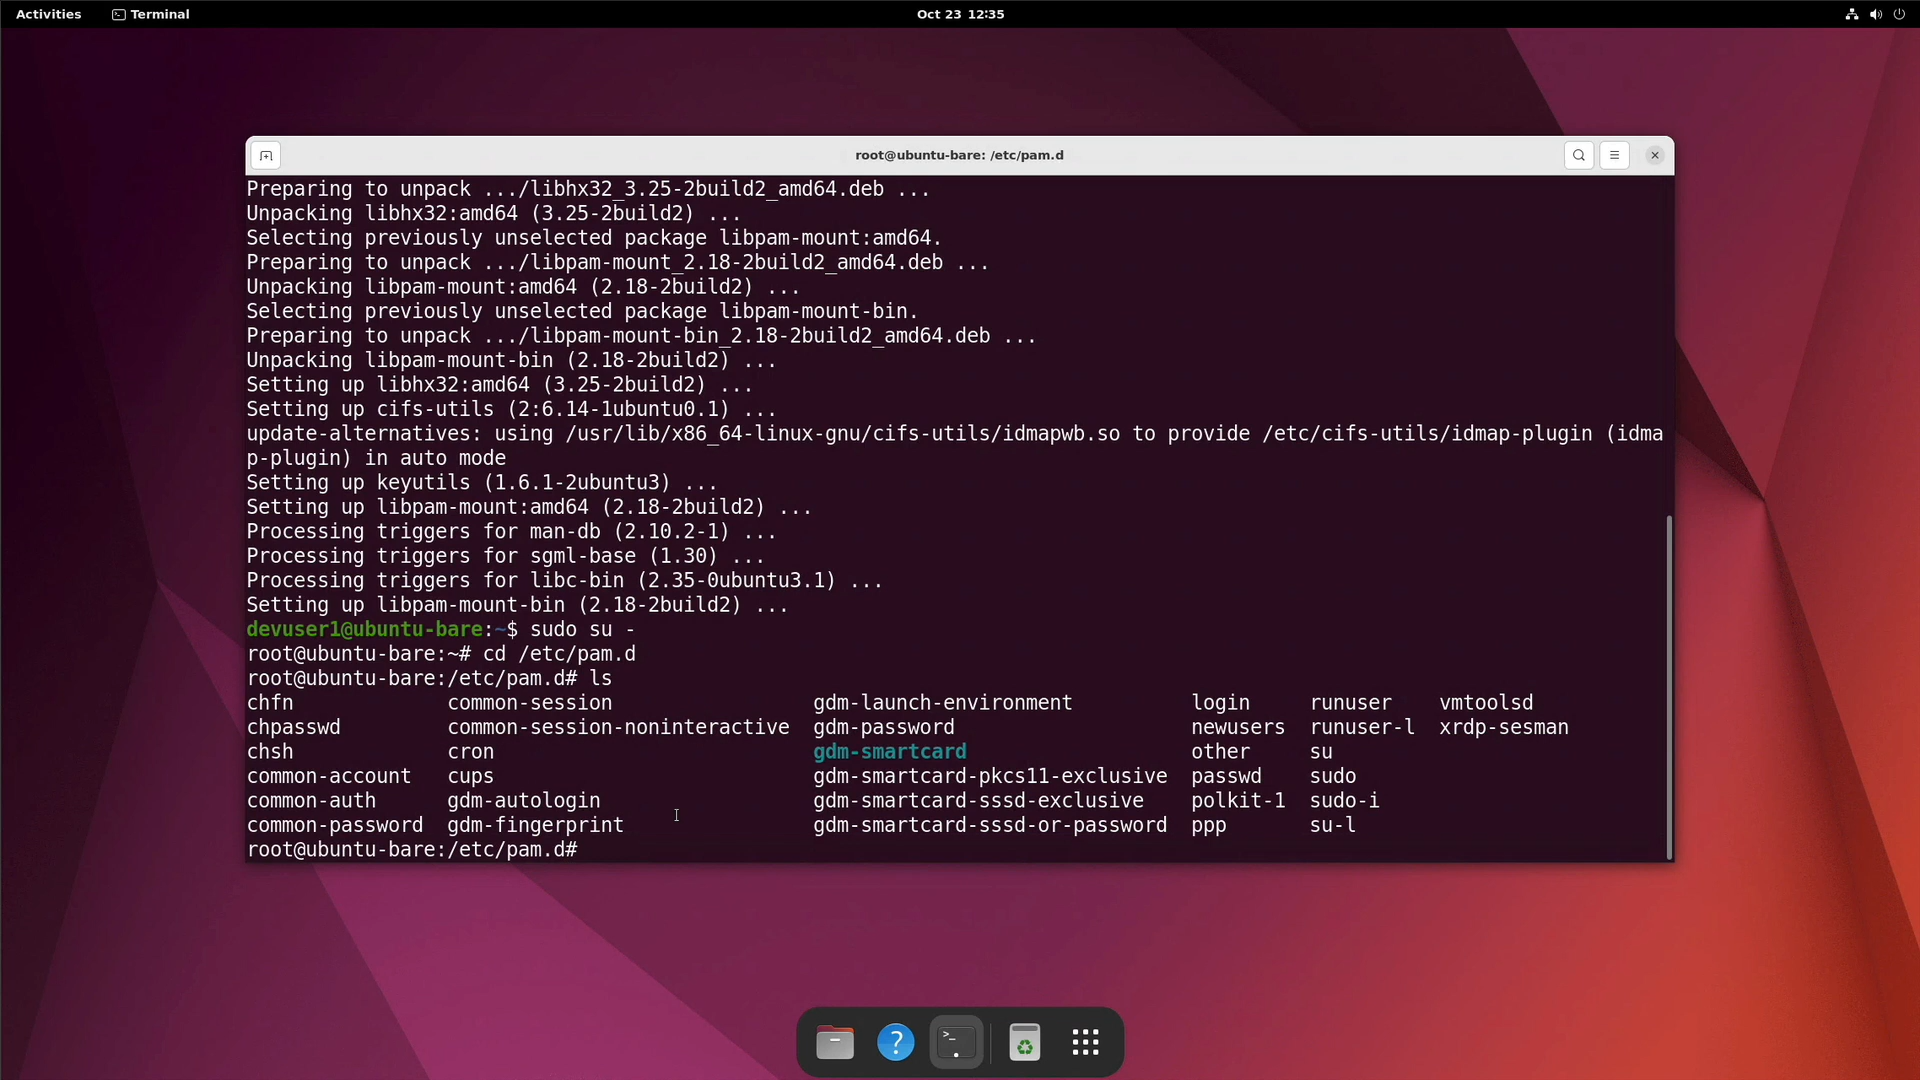 Activities Terminal Oct 23 12:35
root@ubuntu-bare: /etc/pam.d
Preparing to unpack .../libhx32_3.25-2build2_amd64.deb ...
Unpacking libhx32:amd64 (3.25-2build2) ...
Selecting previously unselected package libpam-mount:amd64.
Preparing to unpack .../libpam-mount_2.18-2build2_amd64.deb ...
Unpacking libpam-mount:amd64 (2.18-2build2) ...
Selecting previously unselected package libpam-mount-bin.
Preparing to unpack .../libpam-mount-bin_2.18-2build2_amd64.deb ...
Unpacking libpam-mount-bin (2.18-2build2) ...
Setting up libhx32:amd64 (3.25-2build2) ...
Setting up cifs-utils (2:6.14-1ubuntu0.1) ...
update-alternatives: using /usr/lib/x86_64-linux-gnu/cifs-utils/idmapwb.so to provide /etc/cifs-utils/idmap-plugin (idma
p-plugin) in auto mode
Setting up keyutils (1.6.1-2ubuntu3) ...
Setting up libpam-mount:amd64 (2.18-2build2) ...
Processing triggers for man-db (2.10.2-1) ...
Processing triggers for sgml-base (1.30) ...
Processing triggers for libc-bin (2.35-0ubuntu3.1) ...
Setting up libpam-mount-bin (2.18-2build2) ...
devuser1@ubuntu-bare:~$ sudo su -
root@ubuntu-bare:~# cd /etc/pam.d
root@ubuntu-bare:/etc/pam.d# ls
chfn common-session gdm-launch-environment login runuser vmtoolsd
chpasswd common-session-noninteractive gdm-password newusers runuser-l xrdp-sesman
chsh cron gdm-smartcard other su
common-account cups gdm-smartcard-pkcs11-exclusive passwd sudo
common-auth gdm-autologin gdm-smartcard-sssd-exclusive polkit-1 sudo-i
common-password gdm-fingerprint gdm-smartcard-sssd-or-password ppp su-l
root@ubuntu-bare:/etc/pam.d#